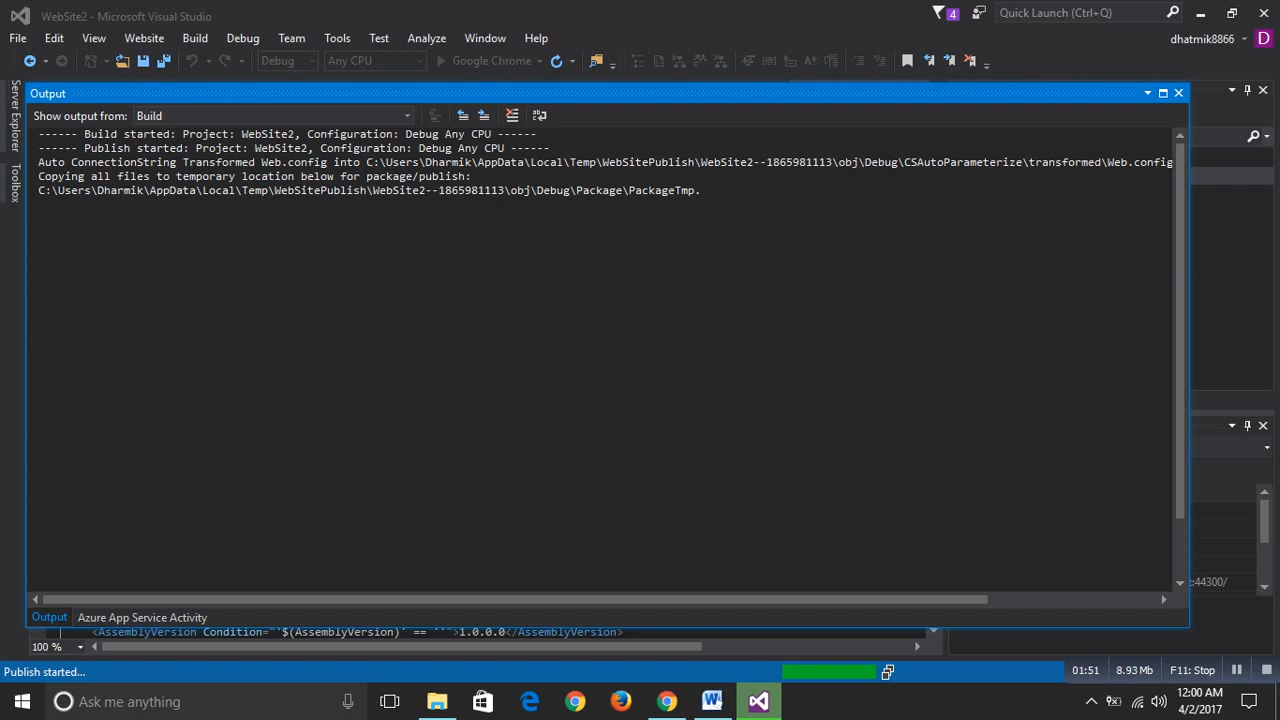 WebSite2 - Microsoft Visual Studio
4
Quick Launch (Ctrl+Q)
File Edit View Website Build Debug Team Tools Test Analyze Window Help
dhatmik8866 D
Debug Any CPU Google Chrome
Server Explorer
Toolbox
Output
Show output from: Build
------ Build started: Project: WebSite2, Configuration: Debug Any CPU ------
------ Publish started: Project: WebSite2, Configuration: Debug Any CPU ------
Auto ConnectionString Transformed Web.config into C:\Users\Dharmik\AppData\Local\Temp\WebSitePublish\WebSite2--1865981113\obj\Debug\CSAutoParameterize\transformed\Web.config
Copying all files to temporary location below for package/publish:
C:\Users\Dharmik\AppData\Local\Temp\WebSitePublish\WebSite2--1865981113\obj\Debug\Package\PackageTmp.
:44300/
Output Azure App Service Activity
<AssemblyVersion Condition="'$(AssemblyVersion)' == ''">1.0.0.0</AssemblyVersion>
100 %
Publish started...
01:51 8.93 Mb F11: Stop
Ask me anything
12:00 AM
4/2/2017